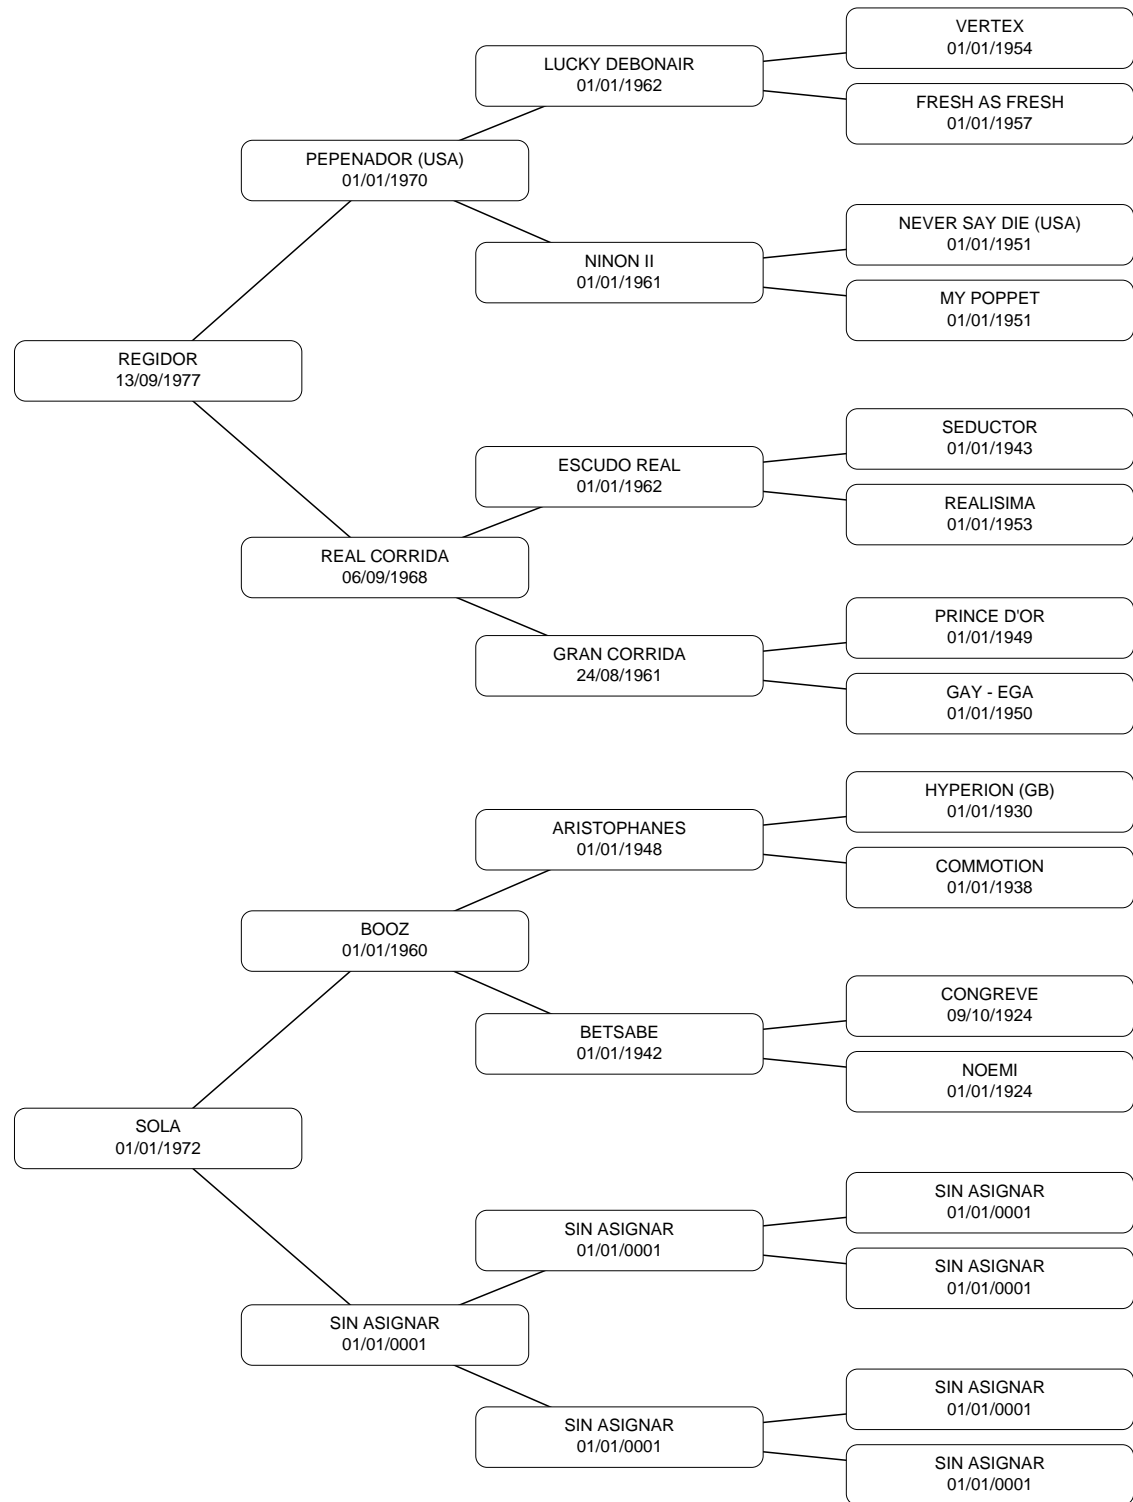 VERTEX
01/01/1954
LUCKY DEBONAIR
01/01/1962
FRESH AS FRESH
01/01/1957
PEPENADOR (USA)
01/01/1970
NEVER SAY DIE (USA)
01/01/1951
NINON II
01/01/1961
MY POPPET
01/01/1951
REGIDOR
13/09/1977
SEDUCTOR
01/01/1943
ESCUDO REAL
01/01/1962
REALISIMA
01/01/1953
REAL CORRIDA
06/09/1968
PRINCE D'OR
01/01/1949
GRAN CORRIDA
24/08/1961
GAY - EGA
01/01/1950
HYPERION (GB)
01/01/1930
ARISTOPHANES
01/01/1948
COMMOTION
01/01/1938
BOOZ
01/01/1960
CONGREVE
09/10/1924
BETSABE
01/01/1942
NOEMI
01/01/1924
SOLA
01/01/1972
SIN ASIGNAR
01/01/0001
SIN ASIGNAR
01/01/0001
SIN ASIGNAR
01/01/0001
SIN ASIGNAR
01/01/0001
SIN ASIGNAR
01/01/0001
SIN ASIGNAR
01/01/0001
SIN ASIGNAR
01/01/0001